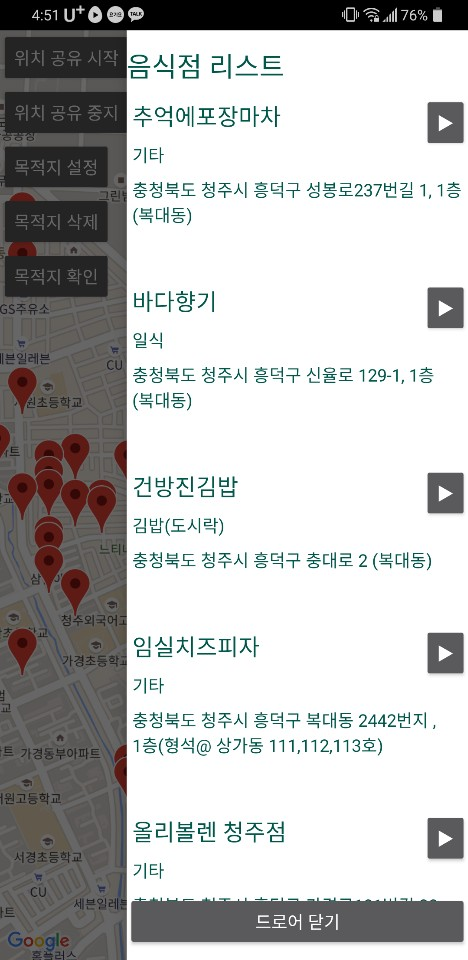 4:51 U+ 요기요 TALK 76%
위치 공유 시작
위치 공유 중지
목적지 설정
목적지 삭제
목적지 확인
GS주유소
세븐일레븐
CU
초등학교
청주외국어고
가경초등학교
가경동부아파트
서원고등학교
서경초등학교
CU
세븐일레븐
Google
홈플러스
음식점 리스트
추억에포장마차
기타
충청북도 청주시 흥덕구 성봉로237번길 1, 1층
(복대동)
바다향기
일식
충청북도 청주시 흥덕구 신율로 129-1, 1층
(복대동)
건방진김밥
김밥(도시락)
충청북도 청주시 흥덕구 충대로 2 (복대동)
임실치즈피자
기타
충청북도 청주시 흥덕구 복대동 2442번지 ,
1층(형석@ 상가동 111,112,113호)
올리볼렌 청주점
기타
드로어 닫기